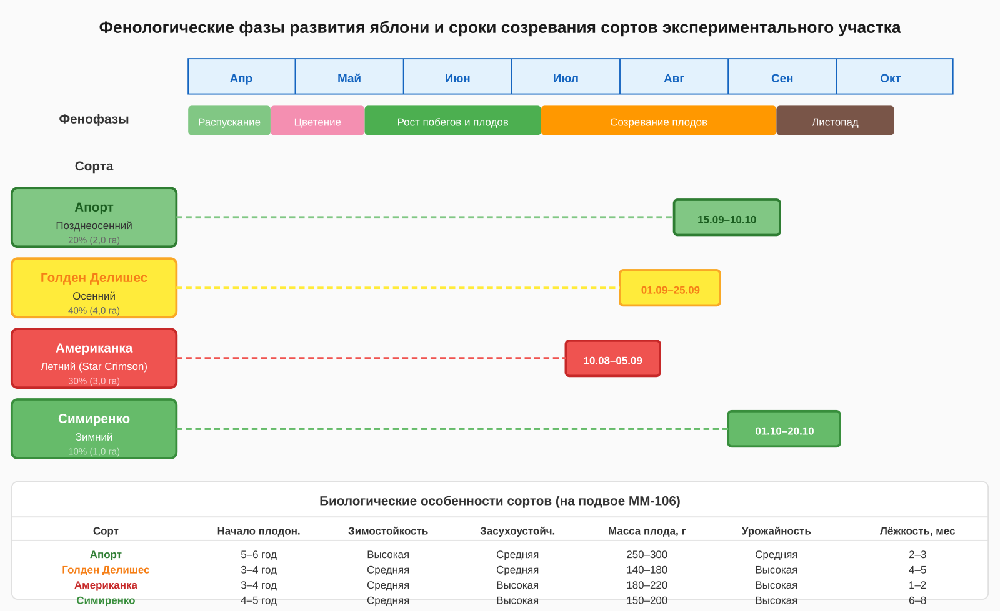 Фенологические фазы развития яблони и сроки созревания сортов экспериментального участка
Апр Май Июн Июл Авг Сен Окт
Фенофазы Распускание Цветение Рост побегов и плодов Созревание плодов Листопад
Сорта
Апорт
Позднеосенний
20% (2,0 га)
15.09–10.10
Голден Делишес
Осенний
40% (4,0 га)
01.09–25.09
Американка
Летний (Star Crimson)
30% (3,0 га)
10.08–05.09
Симиренко
Зимний
10% (1,0 га)
01.10–20.10
Биологические особенности сортов (на подвое ММ-106)
Сорт Начало плодон. Зимостойкость Засухоустойч. Масса плода, г Урожайность Лёжкость, мес
Апорт 5–6 год Высокая Средняя 250–300 Средняя 2–3
Голден Делишес 3–4 год Средняя Средняя 140–180 Высокая 4–5
Американка 3–4 год Средняя Высокая 180–220 Высокая 1–2
Симиренко 4–5 год Средняя Высокая 150–200 Высокая 6–8